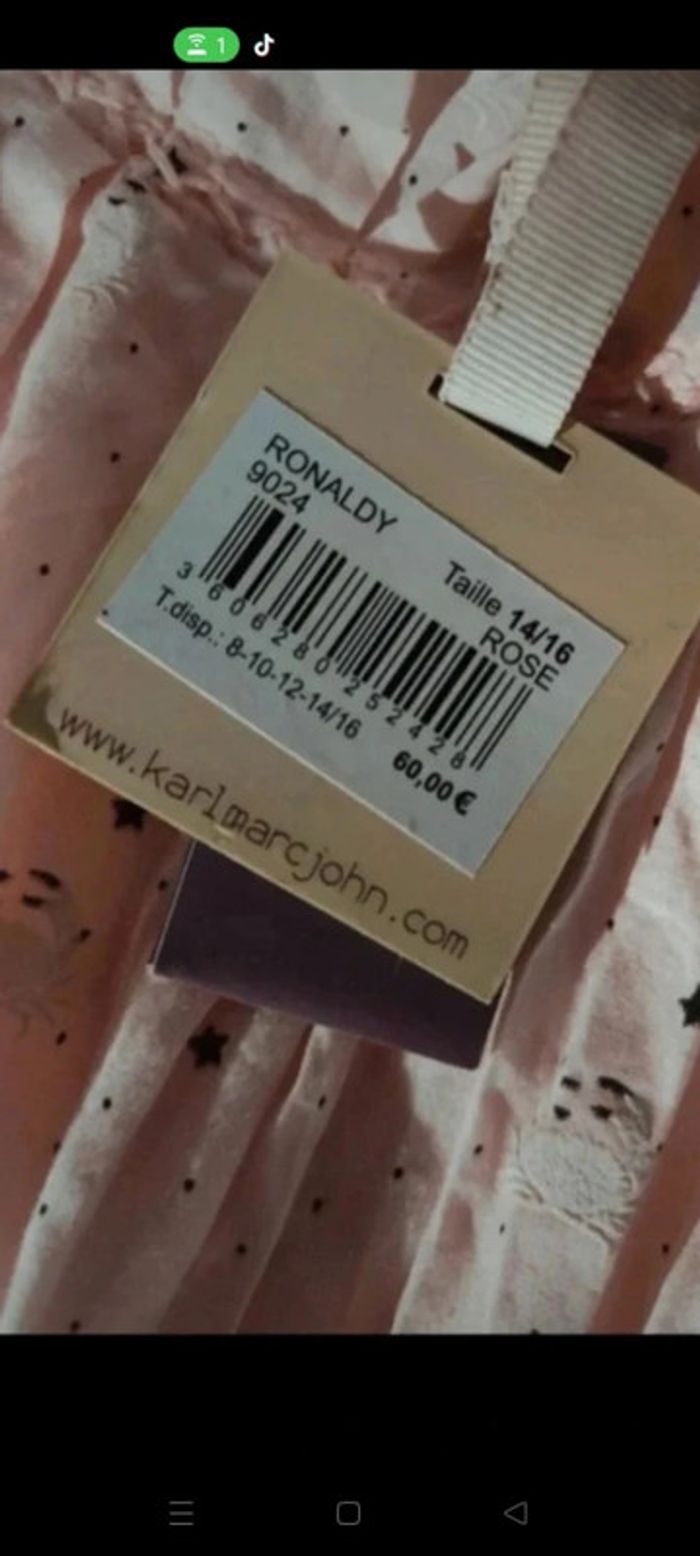 1
RONALDY
9024
Taille 14/16
ROSE
3 606280 252428
T.disp.: 8-10-12-14/16
60,00€
www.karlmarcjohn.com